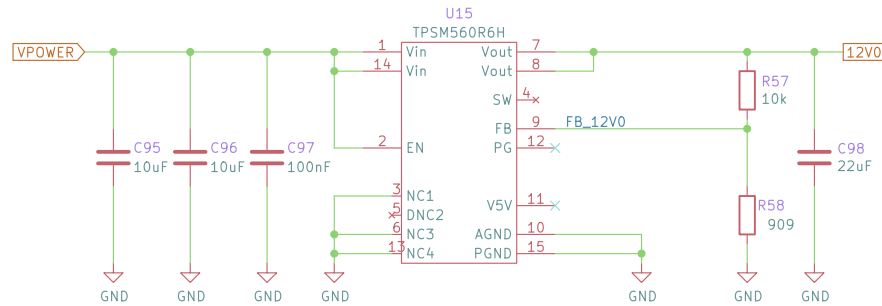 U15
TPSM560R6H
VPOWER
1
Vin
Vout
7
12V0
14
Vin
Vout
8
R57
10k
SW
4
FB
9
FB_12V0
2
EN
PG
12
C95
10uF
C96
10uF
C97
100nF
C98
22uF
3
NC1
V5V
11
5
DNC2
R58
909
6
NC3
AGND
10
13
NC4
PGND
15
GND
GND
GND
GND
GND
GND
GND